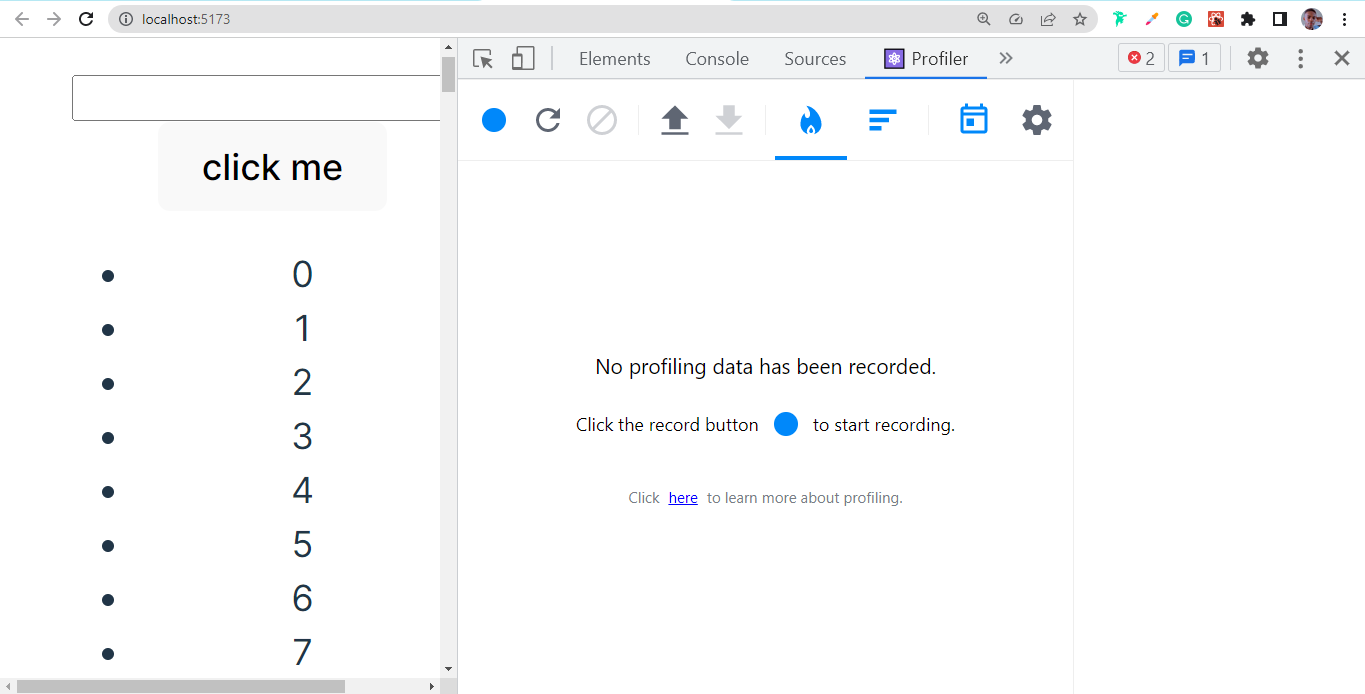 localhost:5173
Elements
Console
Sources
Profiler
2
1
click me
0
1
2
3
4
5
6
7
No profiling data has been recorded.
Click the record button to start recording.
Click here to learn more about profiling.